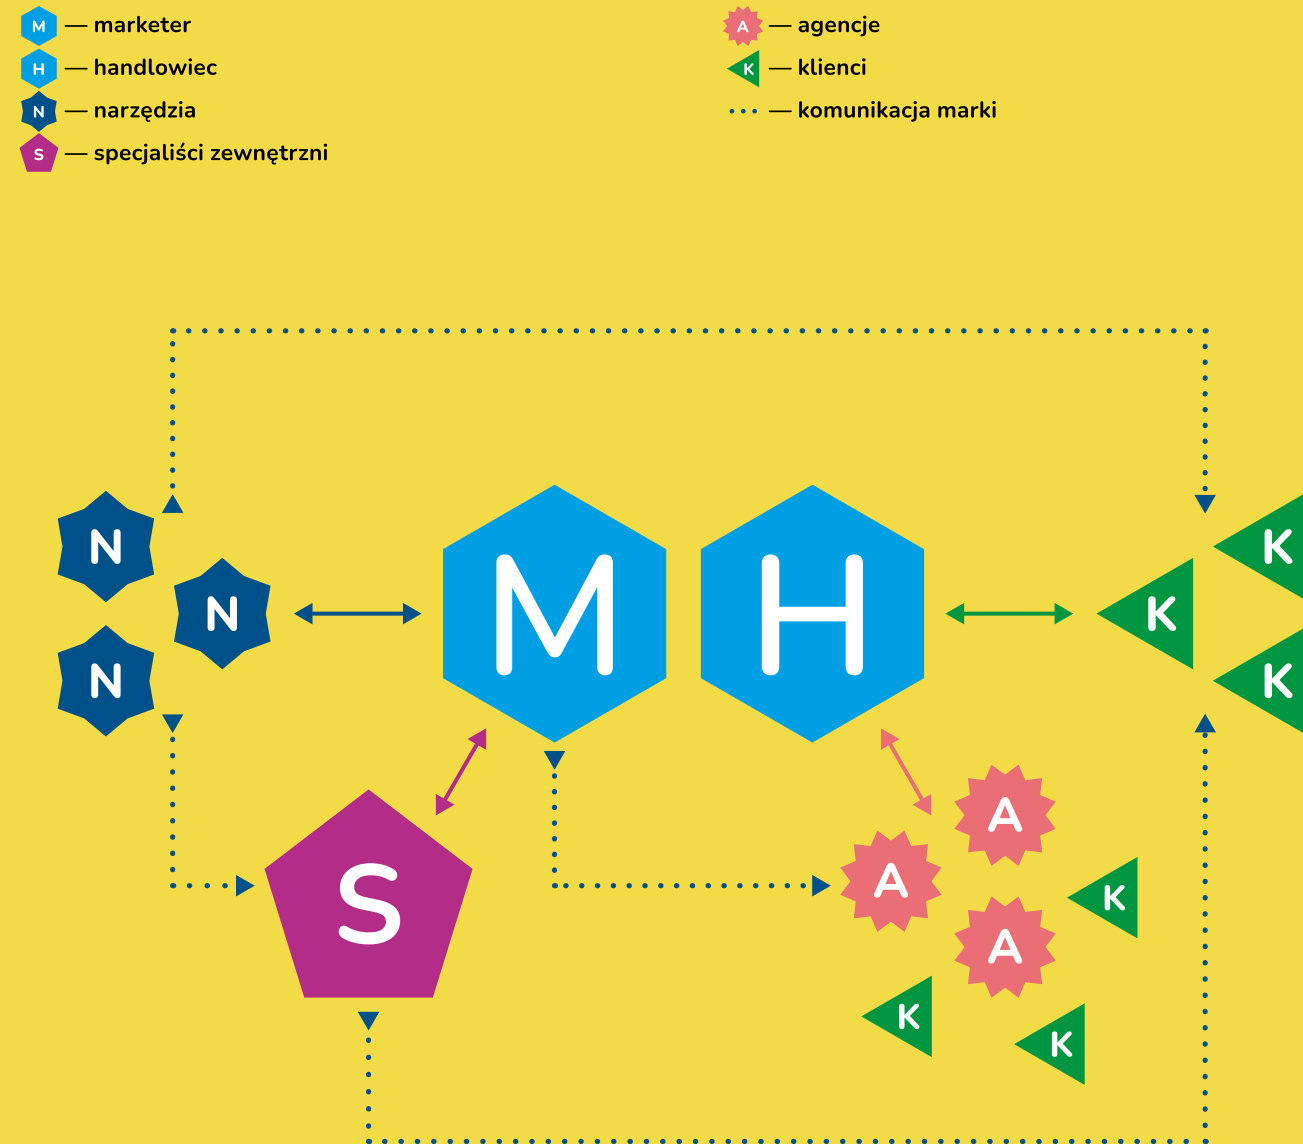 M — marketer
H — handlowiec
N — narzędzia
S — specjaliści zewnętrzni
A — agencje
K — klienci
··· — komunikacja marki
N
N
N
M
H
K
K
K
S
A
A
A
K
K
K